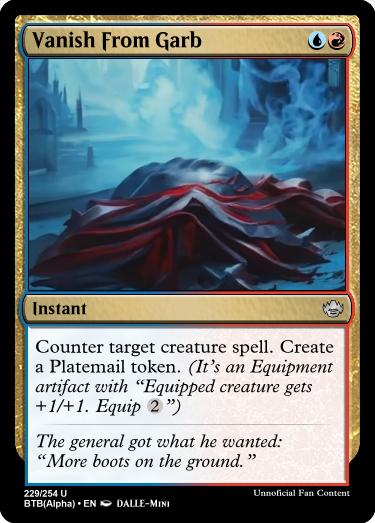 Vanish From Garb
Instant
Counter target creature spell. Create
a Platemail token. (It's an Equipment
artifact with “Equipped creature gets
+1/+1. Equip 2”)
The general got what he wanted:
“More boots on the ground.”
229/254 U
BTB(Alpha) • EN DALLE-Mini
Unnofficial Fan Content